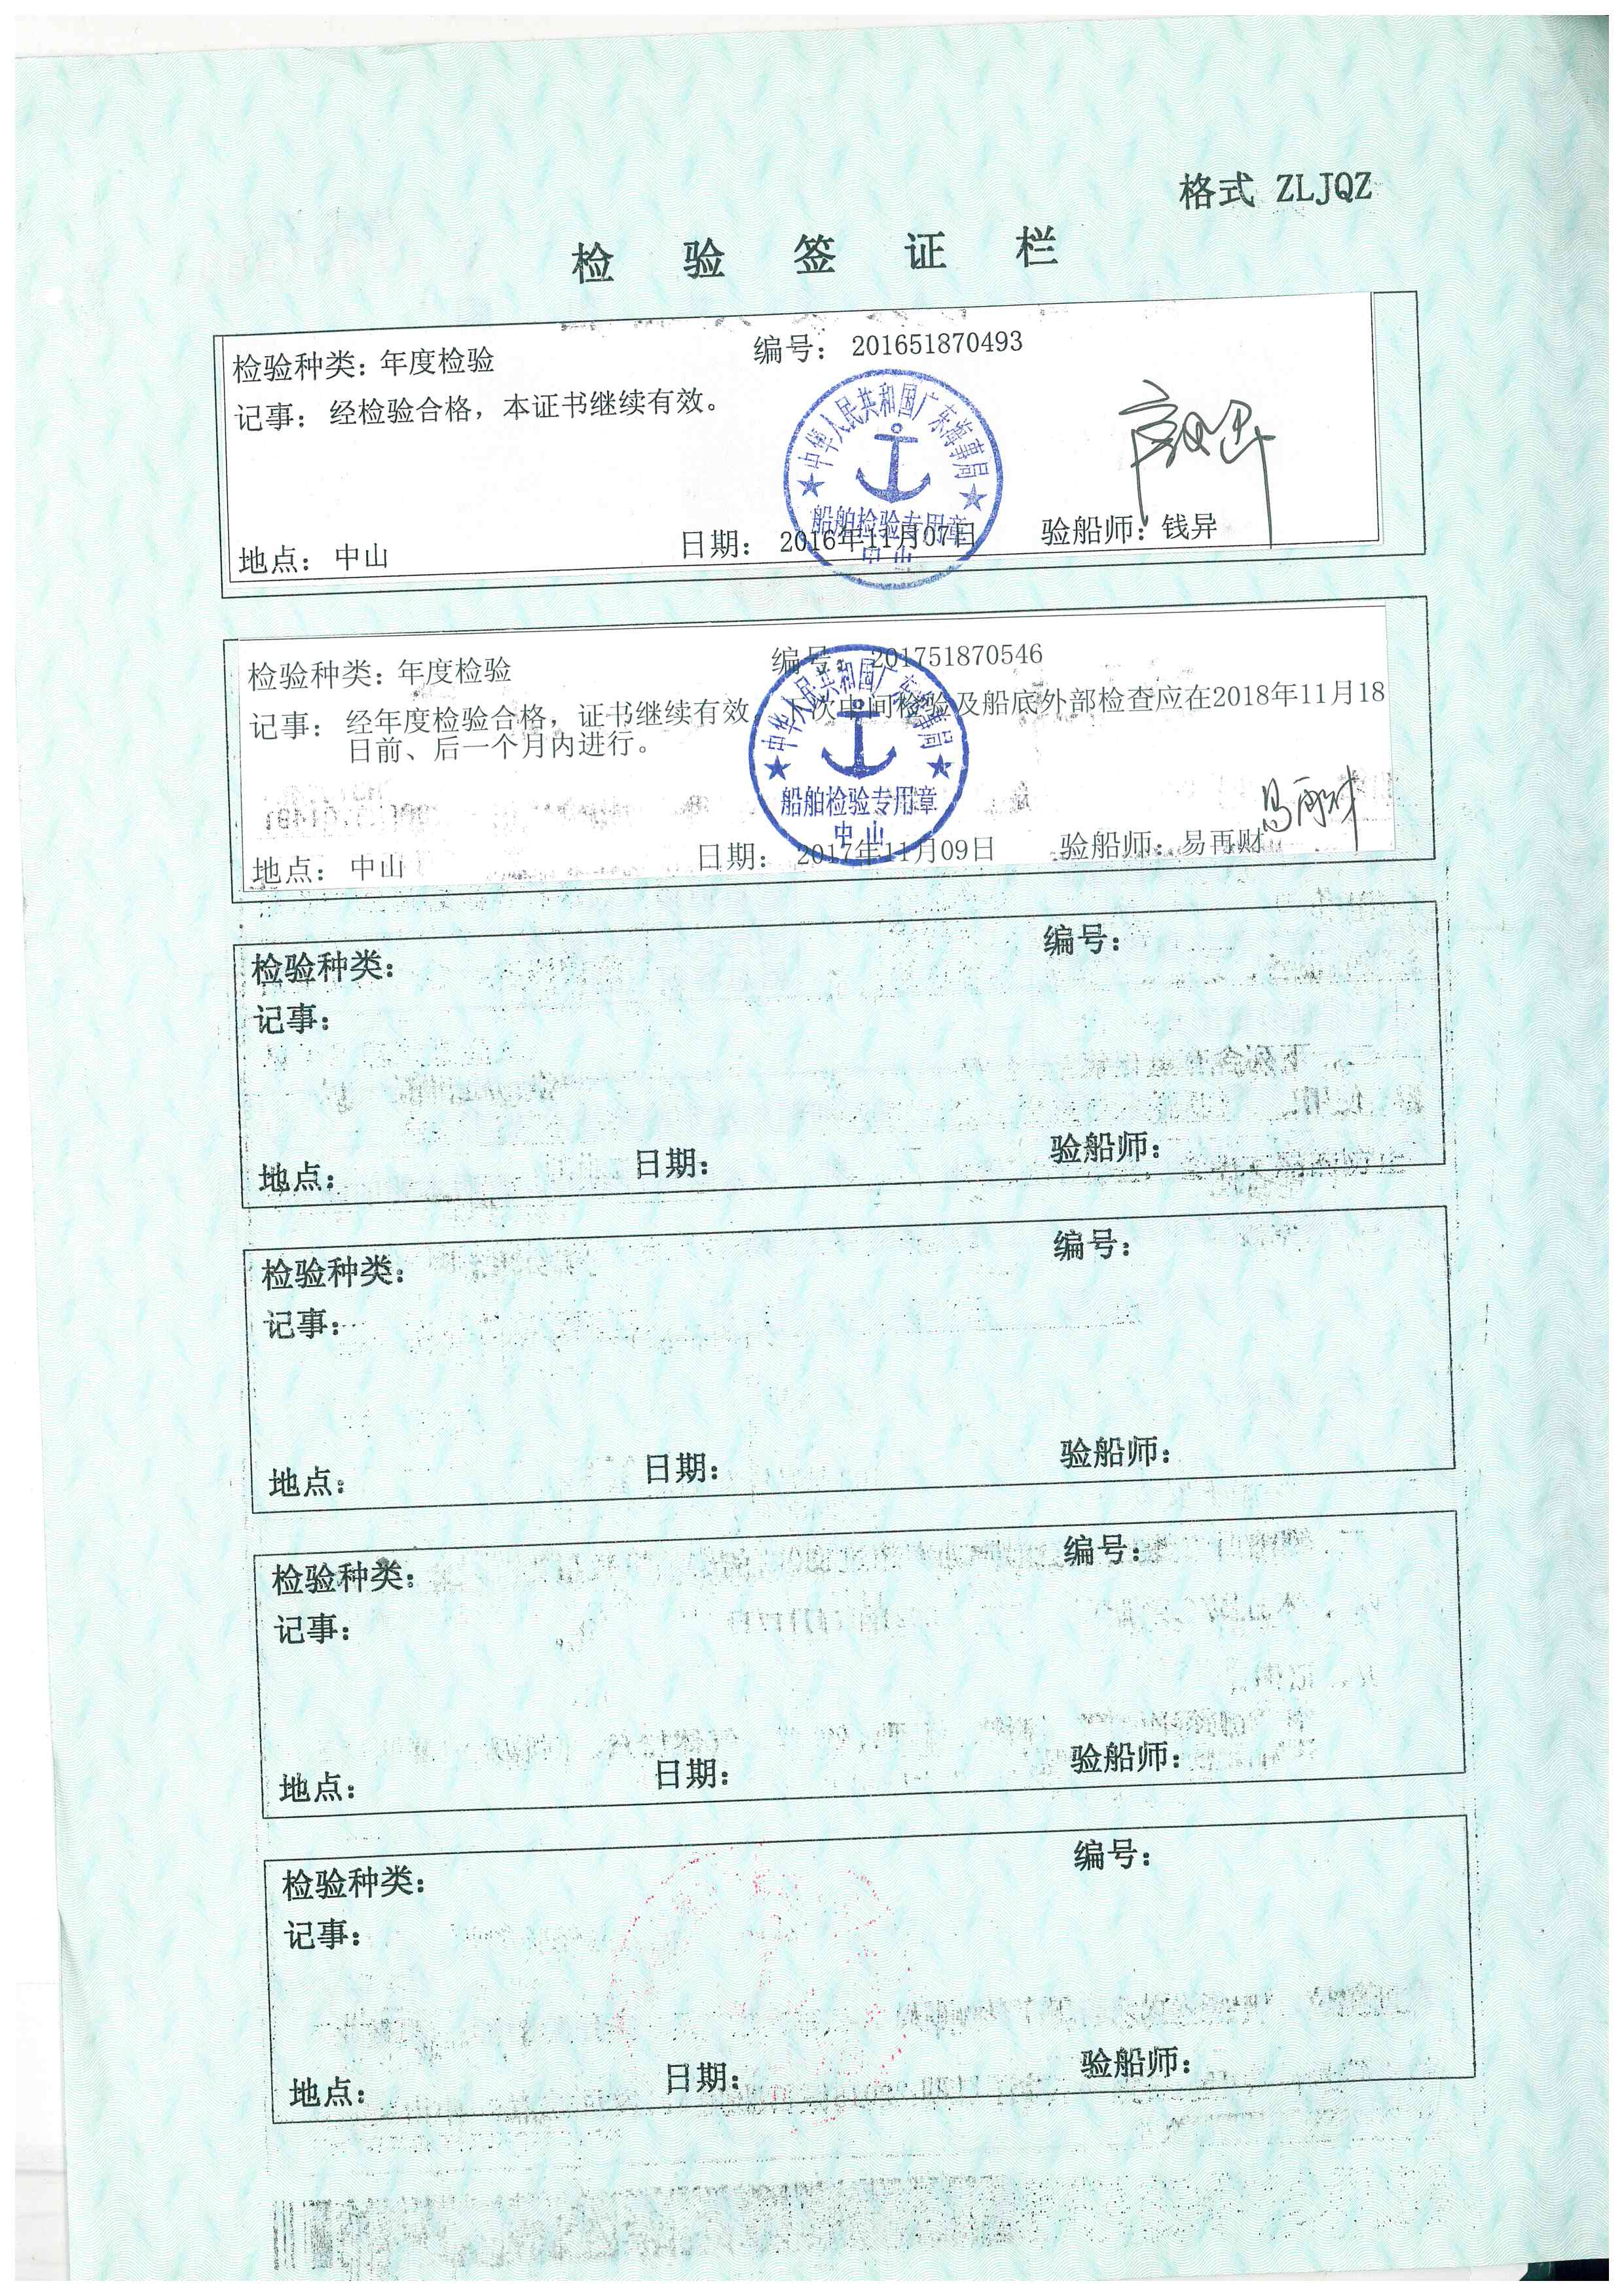 格式 ZLJQZ
检 验 签 证 栏
检验种类：年度检验 编号：201651870493
记事：经检验合格，本证书继续有效。
中华人民共和国广东海事局
船舶检验专用章
中山
地点：中山 日期：2016年11月07日 验船师：钱异
检验种类：年度检验 编号：201751870546
记事：经年度检验合格，证书继续有效 下次中间检验及船底外部检查应在2018年11月18
日前、后一个月内进行。
中华人民共和国广东海事局
船舶检验专用章
中山
易再财
地点：中山 日期：2017年11月09日 验船师：易再财
检验种类： 编号：
记事：
地点： 日期： 验船师：
检验种类： 编号：
记事：
地点： 日期： 验船师：
检验种类： 编号：
记事：
地点： 日期： 验船师：
检验种类： 编号：
记事：
地点： 日期： 验船师：